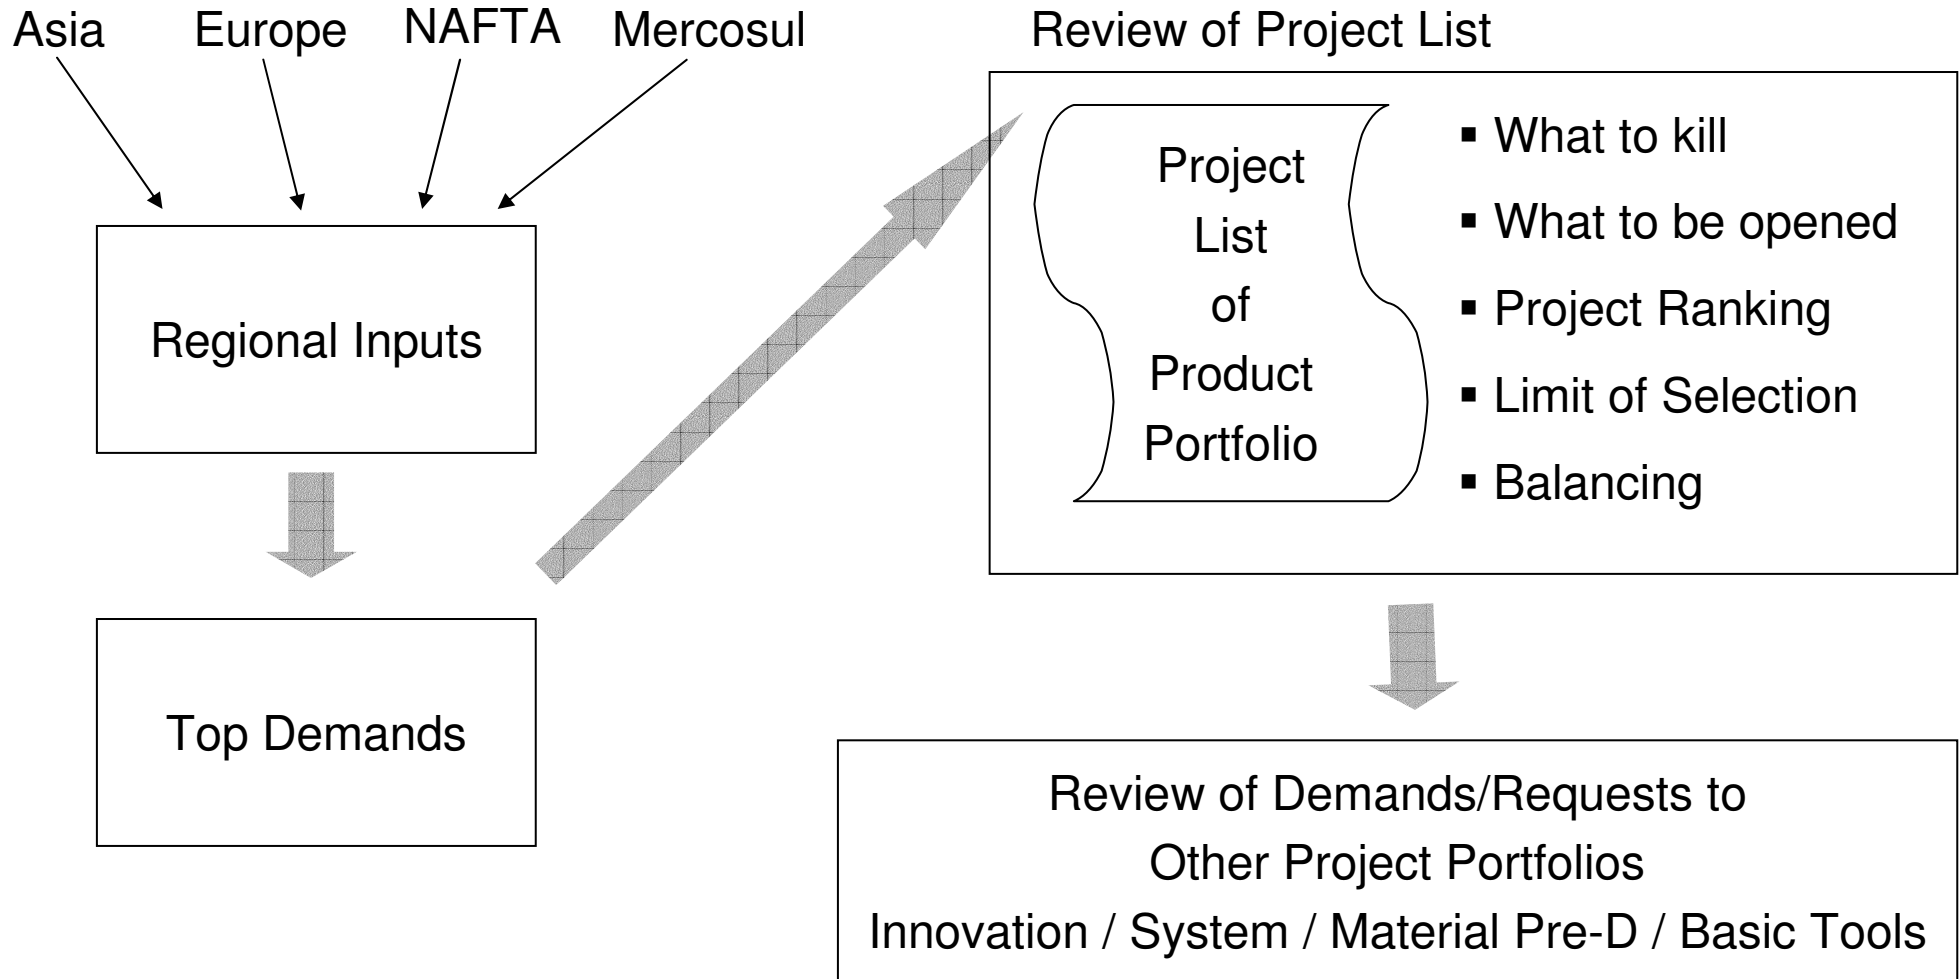 Asia Europe NAFTA Mercosul
Regional Inputs
Top Demands
Review of Project List
Project
List
of
Product
Portfolio
▪ What to kill
▪ What to be opened
▪ Project Ranking
▪ Limit of Selection
▪ Balancing
Review of Demands/Requests to
Other Project Portfolios
Innovation / System / Material Pre-D / Basic Tools